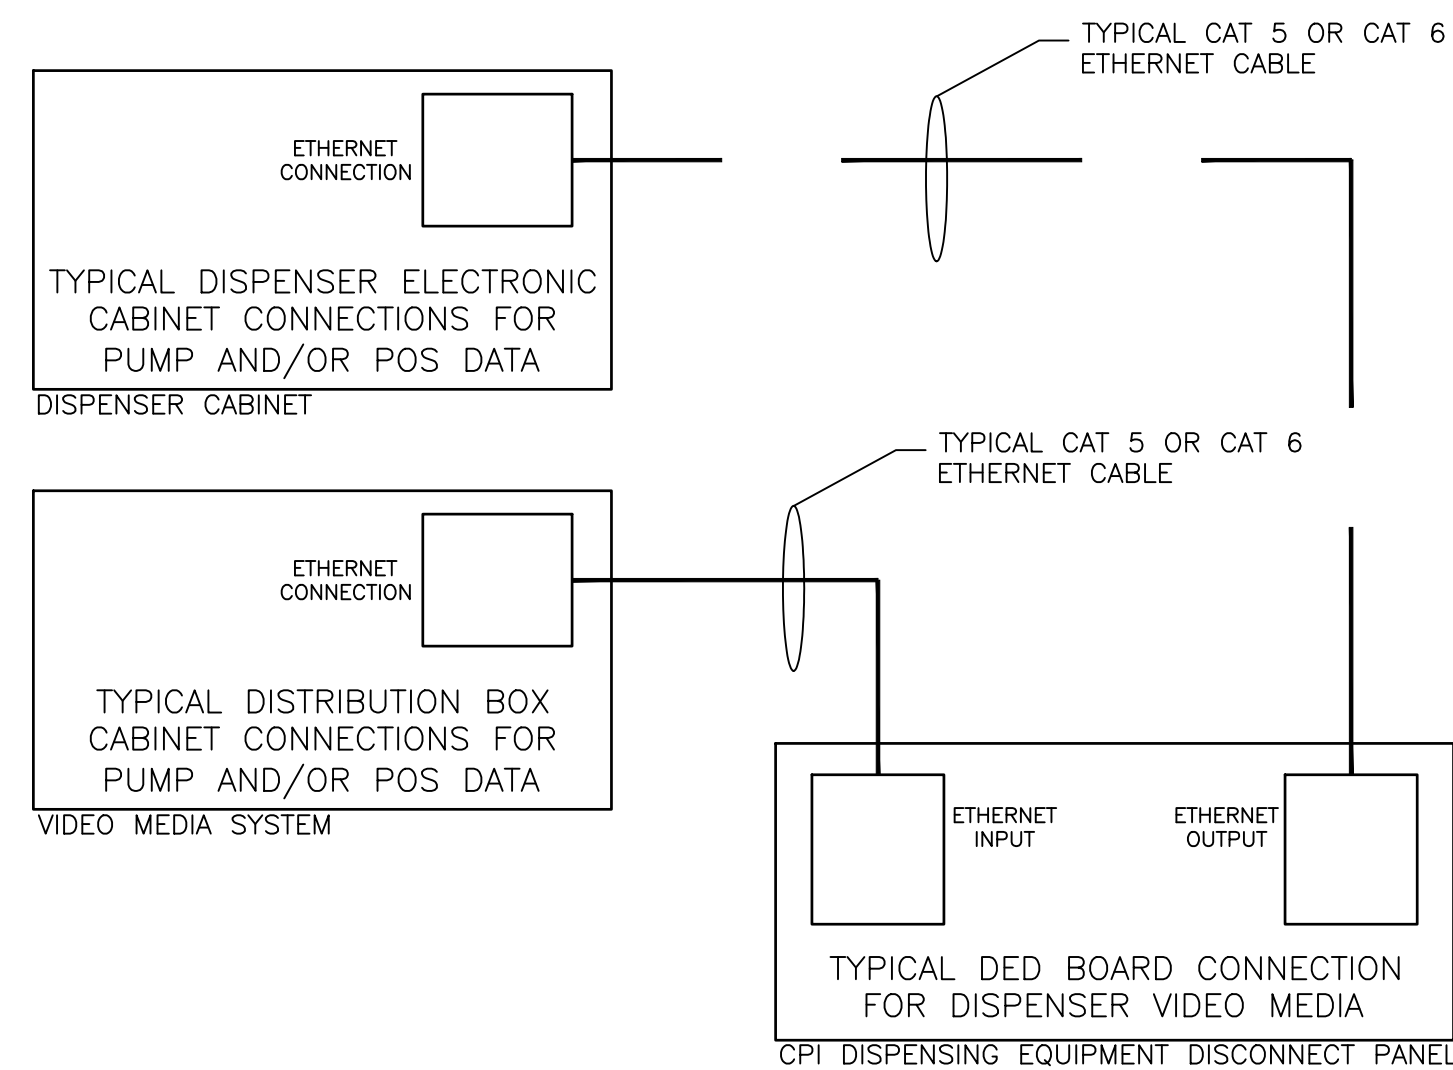 TYPICAL CAT 5 OR CAT 6
ETHERNET CABLE
ETHERNET
CONNECTION
TYPICAL DISPENSER ELECTRONIC
CABINET CONNECTIONS FOR
PUMP AND/OR POS DATA
DISPENSER CABINET
TYPICAL CAT 5 OR CAT 6
ETHERNET CABLE
ETHERNET
CONNECTION
TYPICAL DISTRIBUTION BOX
CABINET CONNECTIONS FOR
PUMP AND/OR POS DATA
VIDEO MEDIA SYSTEM
ETHERNET
INPUT
ETHERNET
OUTPUT
TYPICAL DED BOARD CONNECTION
FOR DISPENSER VIDEO MEDIA
CPI DISPENSING EQUIPMENT DISCONNECT PANEL